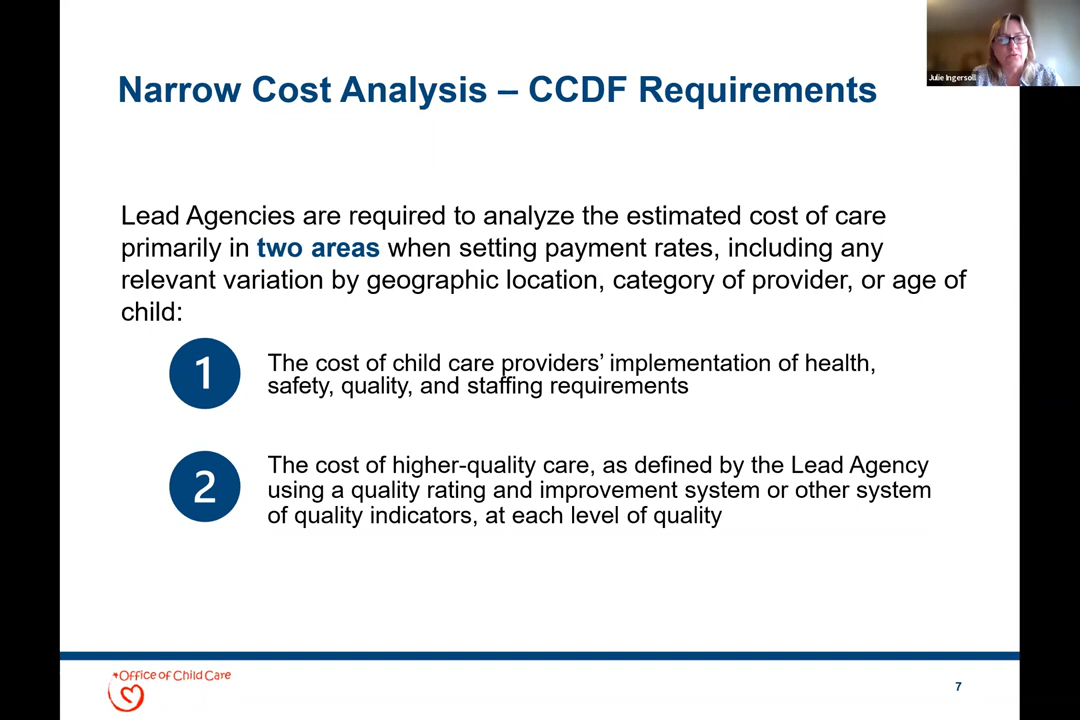 Julie Ingersoll
Narrow Cost Analysis – CCDF Requirements
Lead Agencies are required to analyze the estimated cost of care
primarily in two areas when setting payment rates, including any
relevant variation by geographic location, category of provider, or age of
child:
1
The cost of child care providers’ implementation of health,
safety, quality, and staffing requirements
2
The cost of higher-quality care, as defined by the Lead Agency
using a quality rating and improvement system or other system
of quality indicators, at each level of quality
Office of Child Care
7